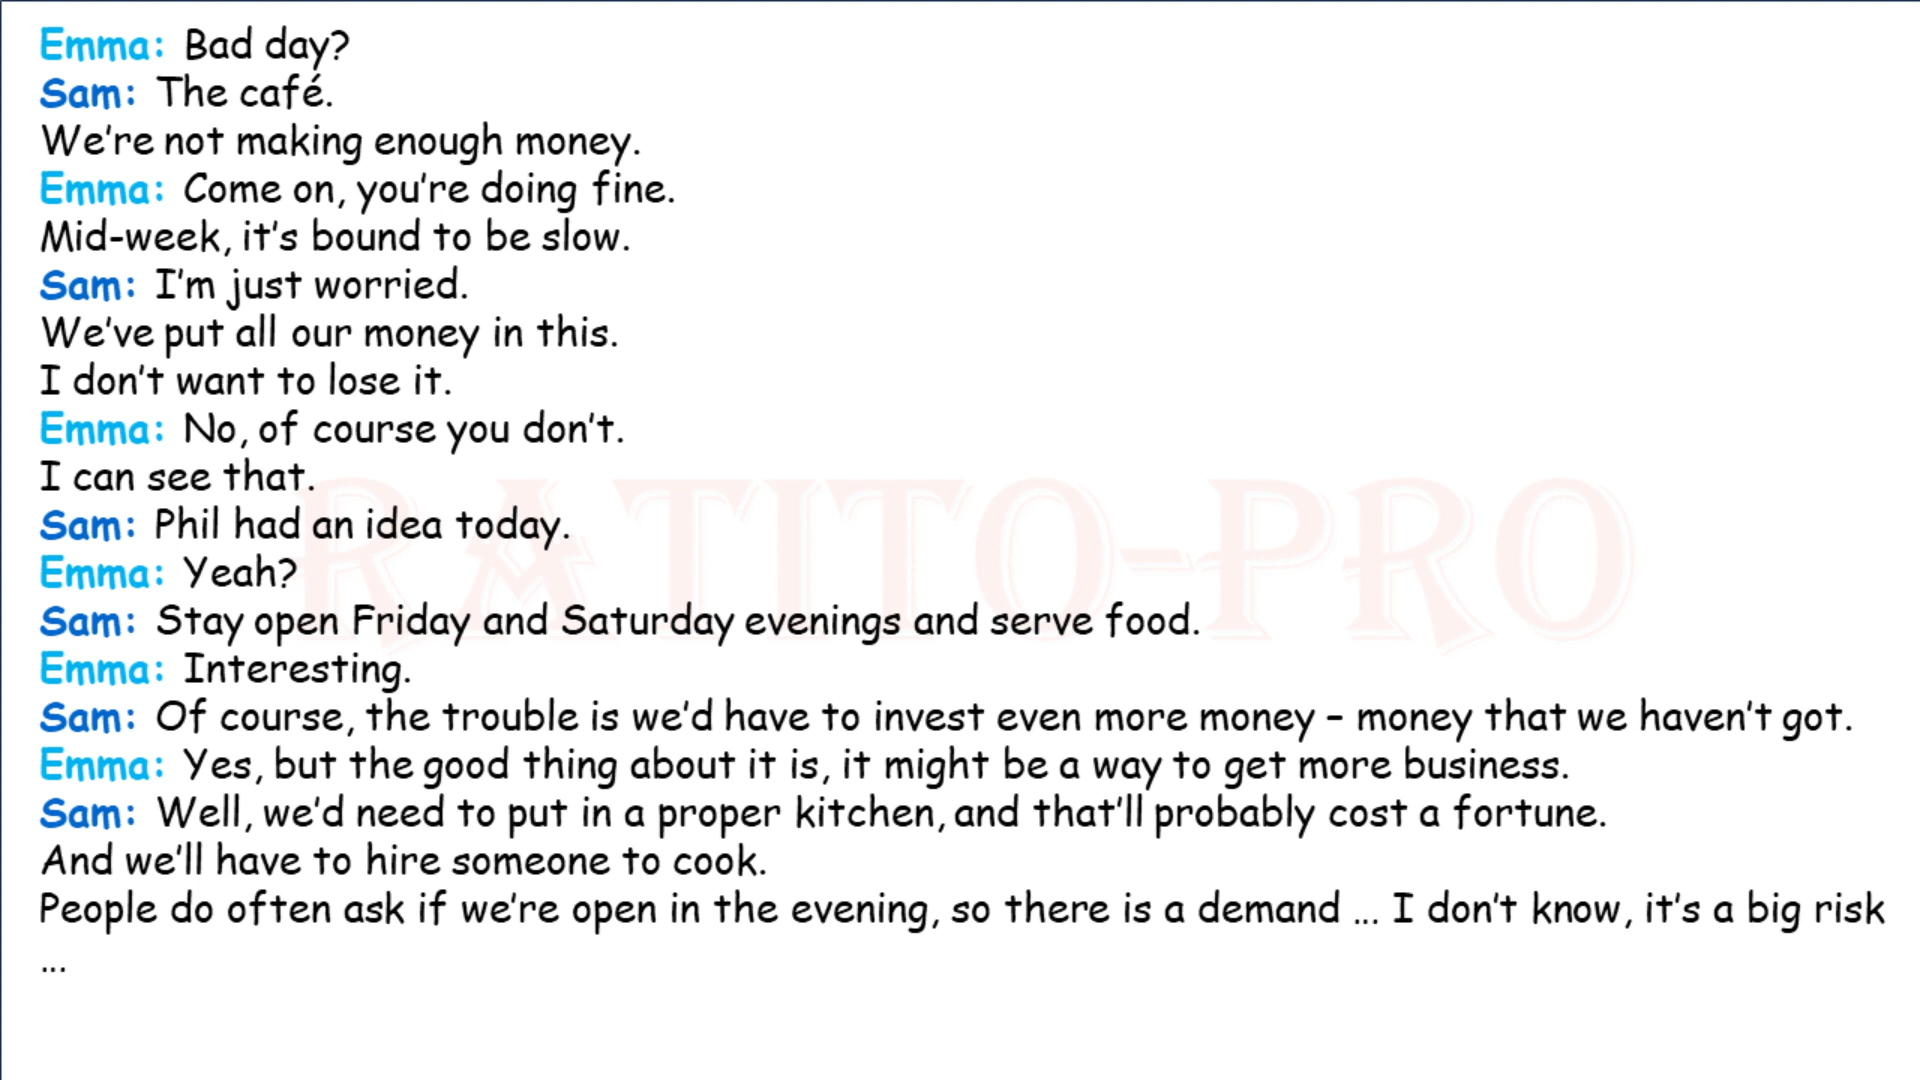 Emma: Bad day?
Sam: The café.
We're not making enough money.
Emma: Come on, you're doing fine.
Mid-week, it's bound to be slow.
Sam: I'm just worried.
We've put all our money in this.
I don't want to lose it.
Emma: No, of course you don't.
I can see that.
Sam: Phil had an idea today.
Emma: Yeah?
Sam: Stay open Friday and Saturday evenings and serve food.
Emma: Interesting.
Sam: Of course, the trouble is we'd have to invest even more money – money that we haven't got.
Emma: Yes, but the good thing about it is, it might be a way to get more business.
Sam: Well, we'd need to put in a proper kitchen, and that'll probably cost a fortune.
And we'll have to hire someone to cook.
People do often ask if we're open in the evening, so there is a demand ... I don't know, it's a big risk
...
RATITO-PRO